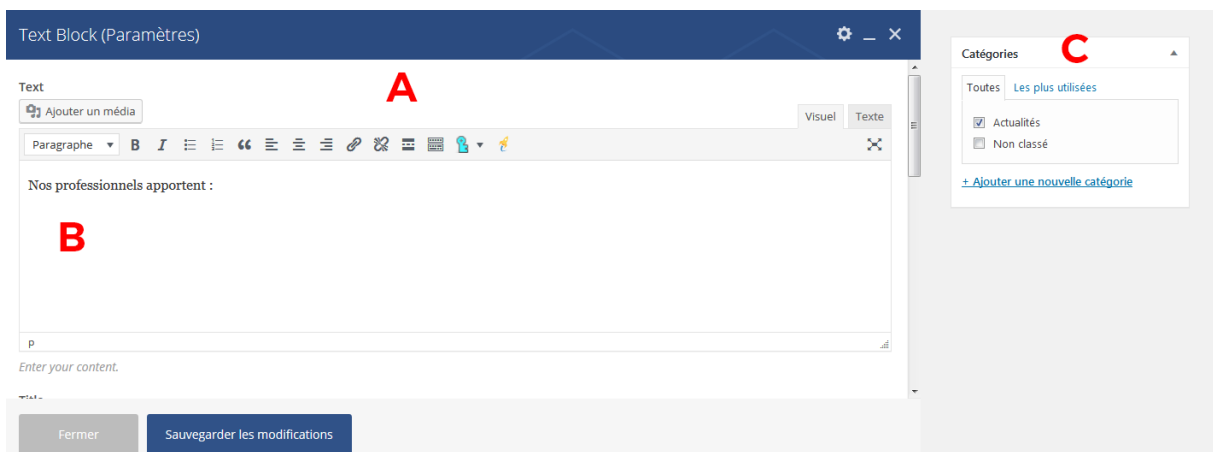 Text Block (Paramètres)
A
Text
Ajouter un média
Visuel Texte
Paragraphe B I
Nos professionnels apportent :
B
P
Enter your content.
Title
Fermer Sauvegarder les modifications
C
Catégories
Toutes Les plus utilisées
Actualités
Non classé
+ Ajouter une nouvelle catégorie